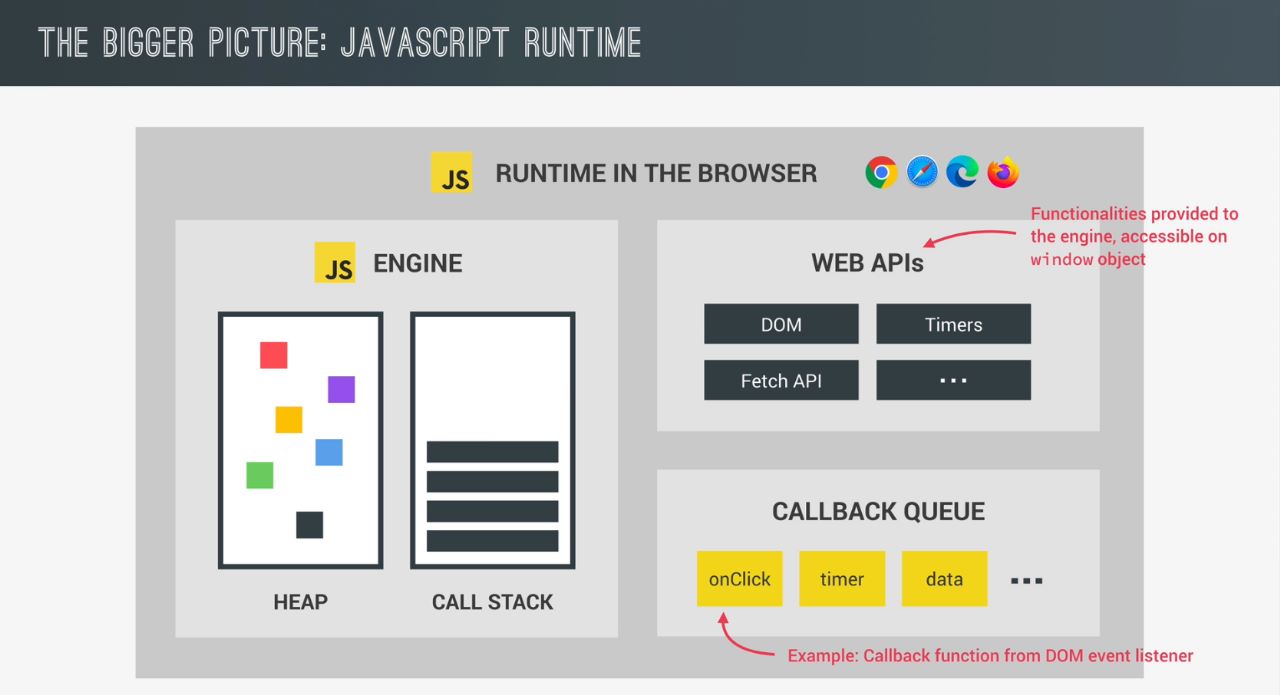 THE BIGGER PICTURE: JAVASCRIPT RUNTIME
JS RUNTIME IN THE BROWSER
Functionalities provided to
the engine, accessible on
window object
JS ENGINE
WEB APIs
DOM
Timers
Fetch API
...
HEAP
CALL STACK
CALLBACK QUEUE
onClick
timer
data
...
Example: Callback function from DOM event listener